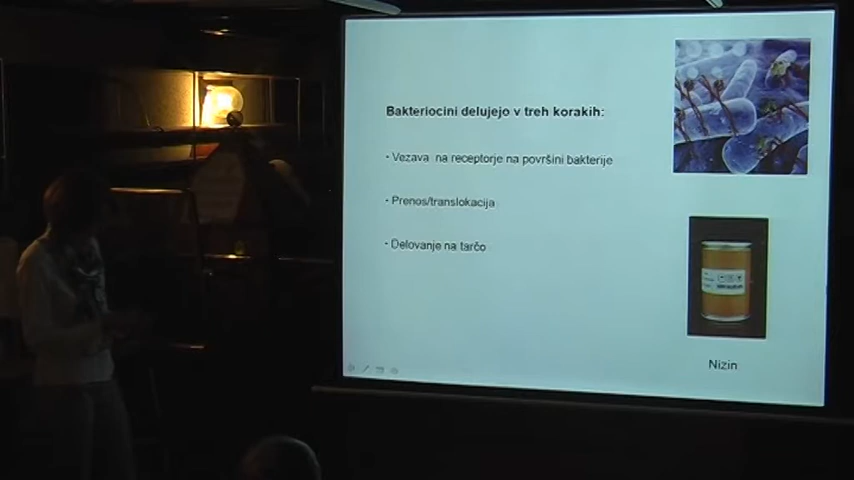 Bakteriocini delujejo v treh korakih:
- Vezava na receptorje na površini bakterije
- Prenos/translokacija
- Delovanje na tarčo
Nizin